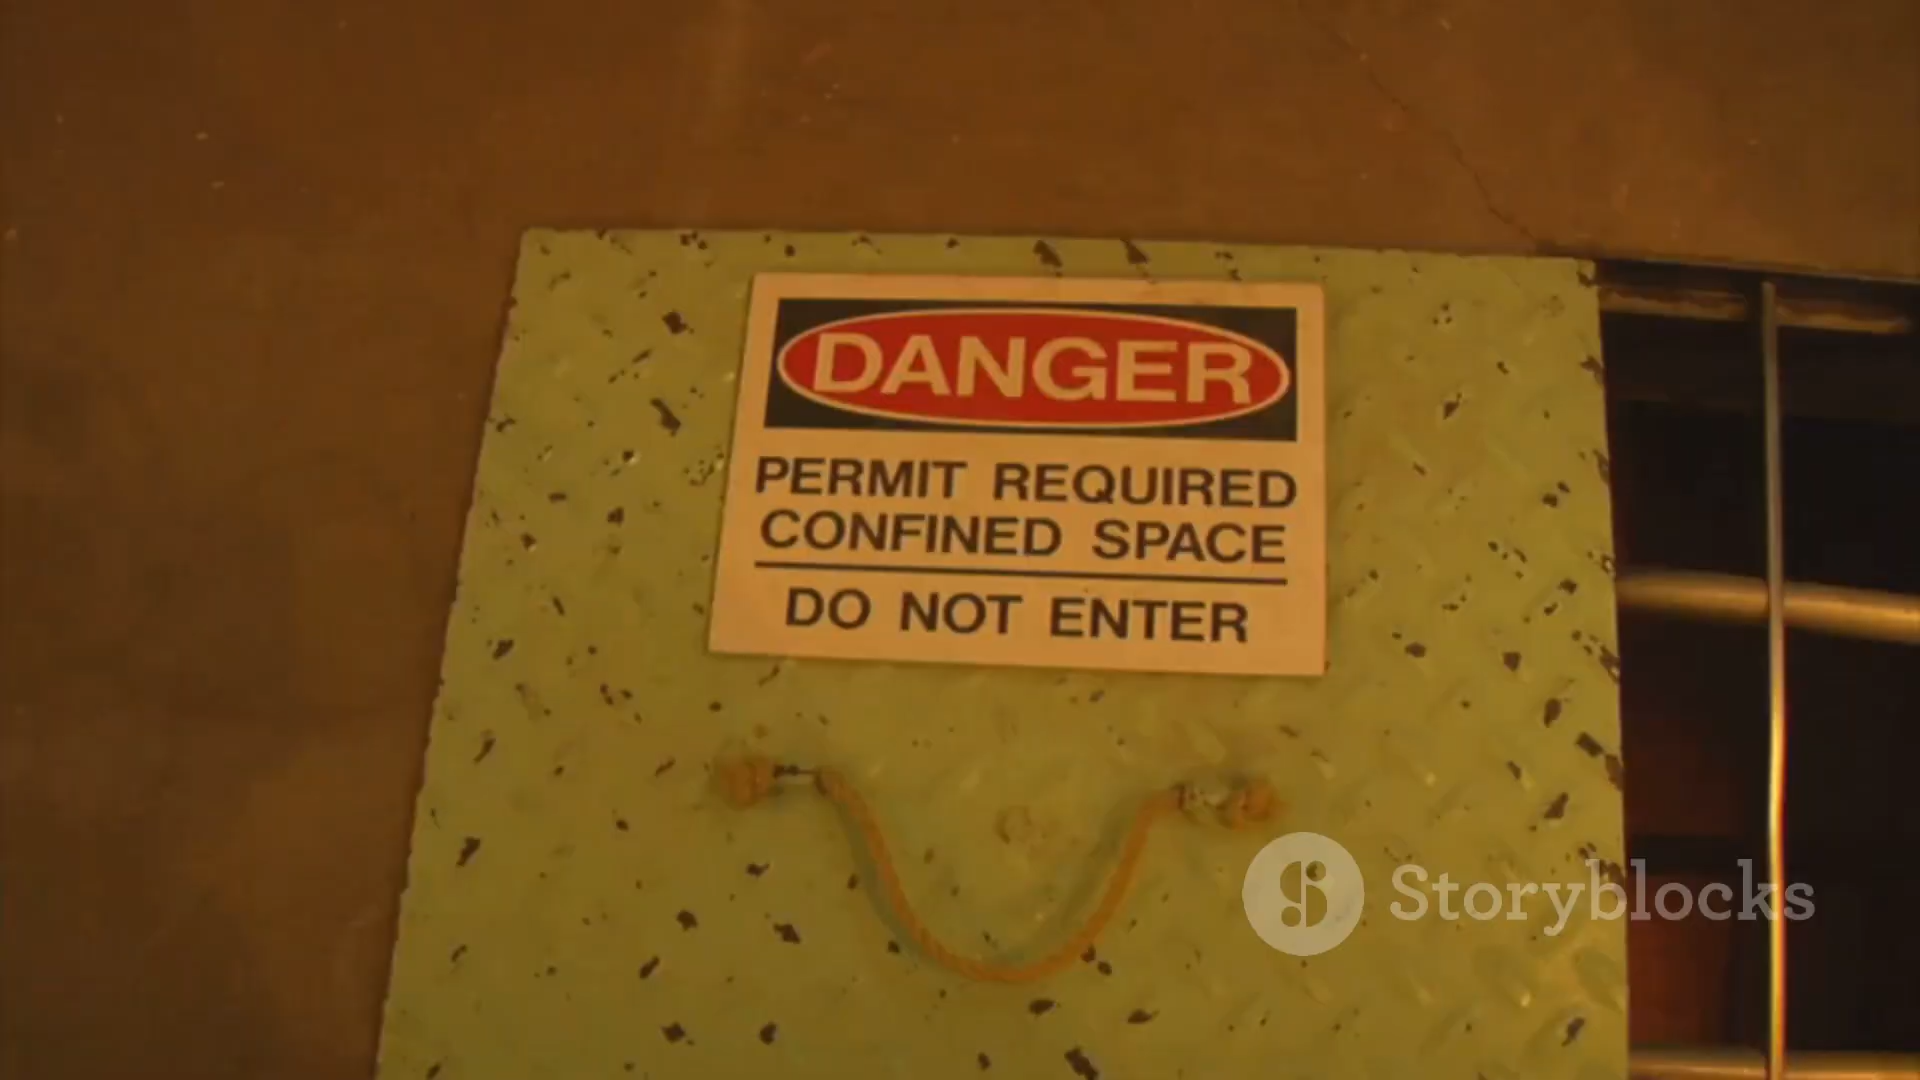 DANGER
PERMIT REQUIRED
CONFINED SPACE
DO NOT ENTER
Storyblocks